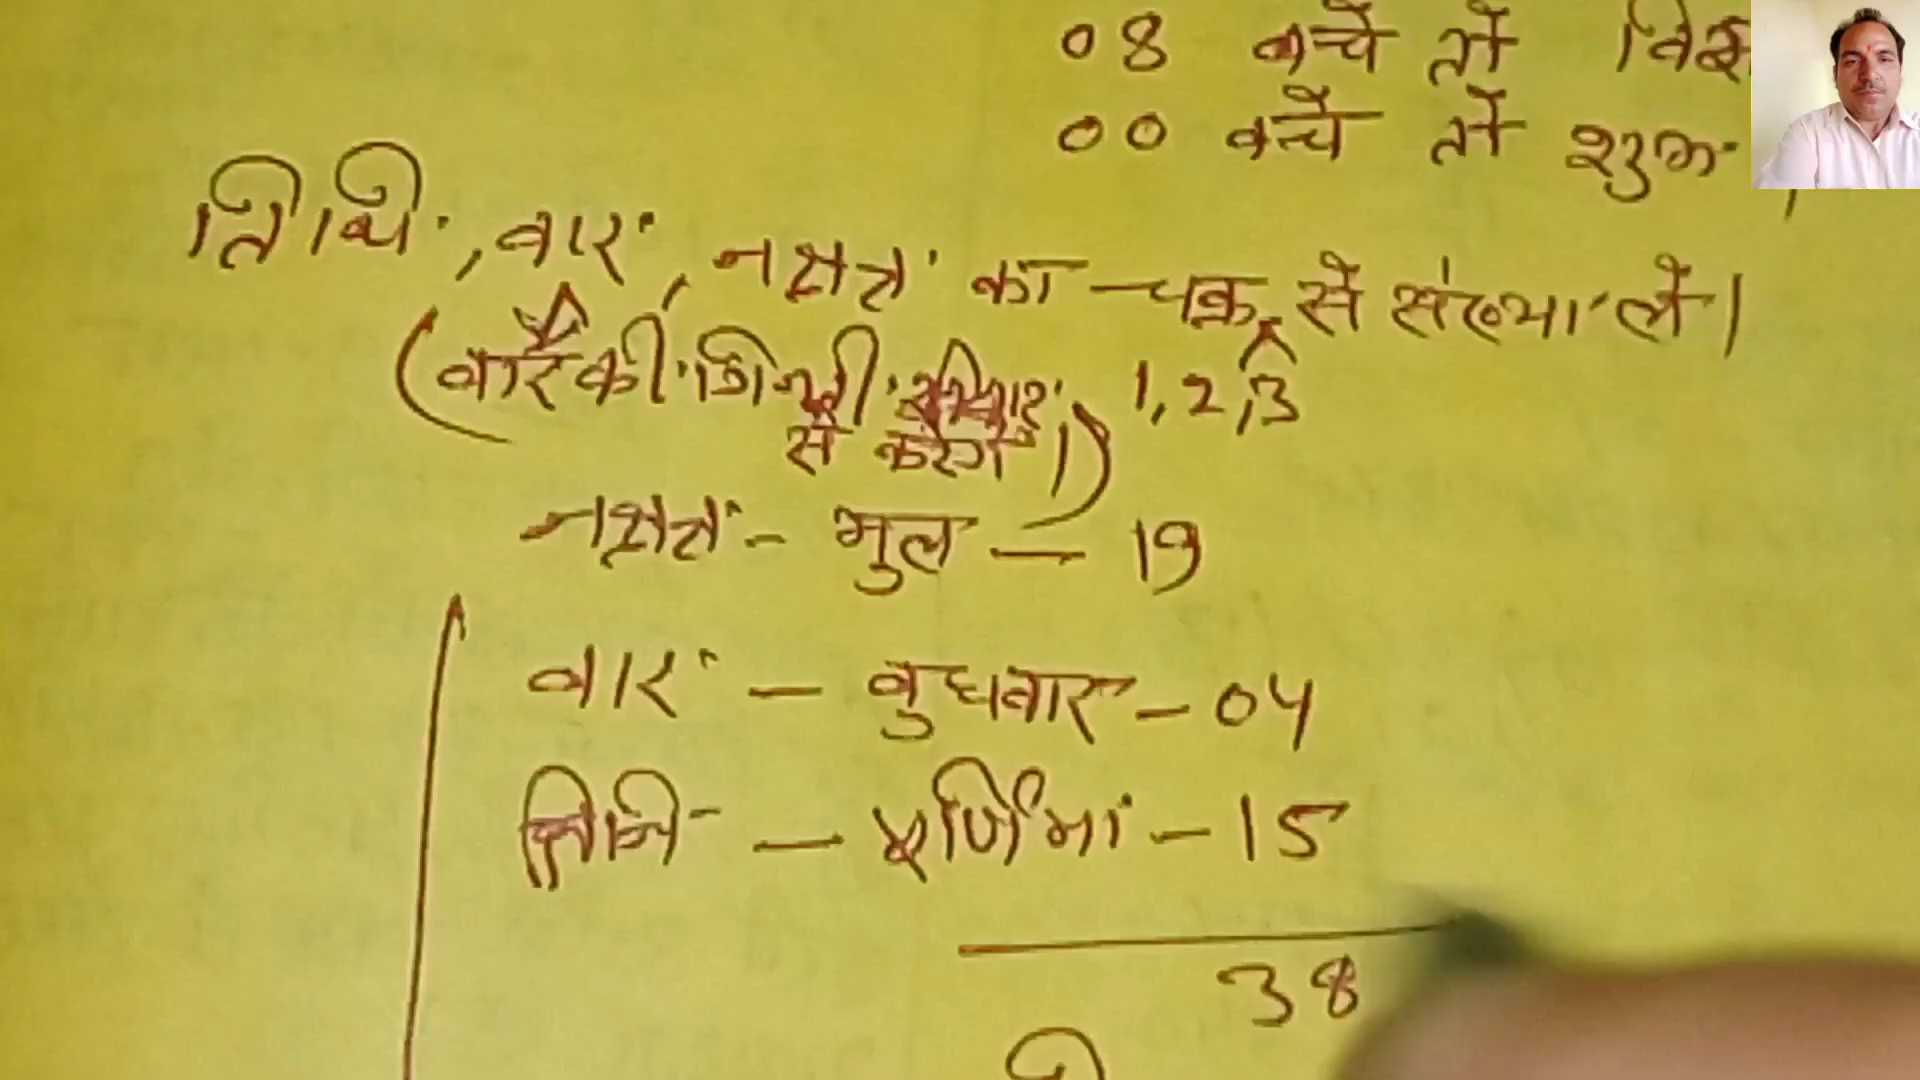 08 बच्चे तो
00 बच्चे तो शुभ
तिथि, वार, नक्षत्र का चक्र से संख्या लें।
(वार की गिनती रविवार 1, 2, 3
से करेंगे।)
नक्षत्र - मुल - 19
वार - बुधवार - 04
तिथि - पूर्णिमां - 15
38